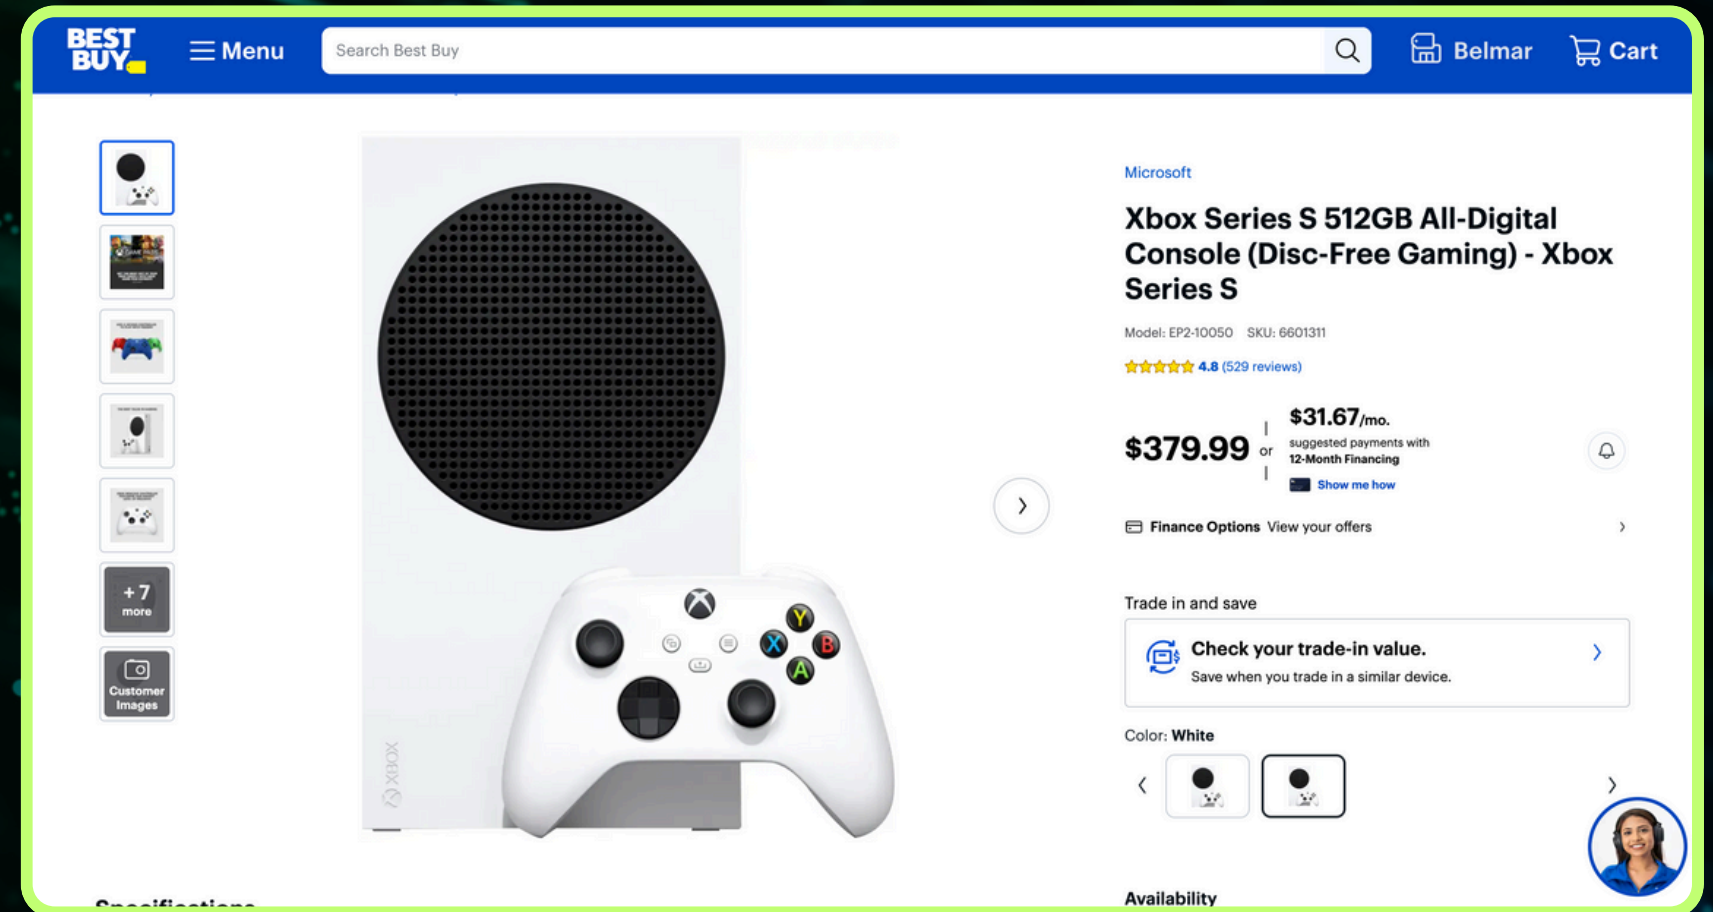 BEST
BUY
Menu
Search Best Buy
Belmar
Cart
+ 7
more
Customer
Images
XBOX
X
Y
B
A
Microsoft
Xbox Series S 512GB All-Digital
Console (Disc-Free Gaming) - Xbox
Series S
Model: EP2-10050 SKU: 6601311
4.8 (529 reviews)
$379.99
or
$31.67/mo.
suggested payments with
12-Month Financing
Show me how
Finance Options View your offers
Trade in and save
Check your trade-in value.
Save when you trade in a similar device.
Color: White
Specifications
Availability